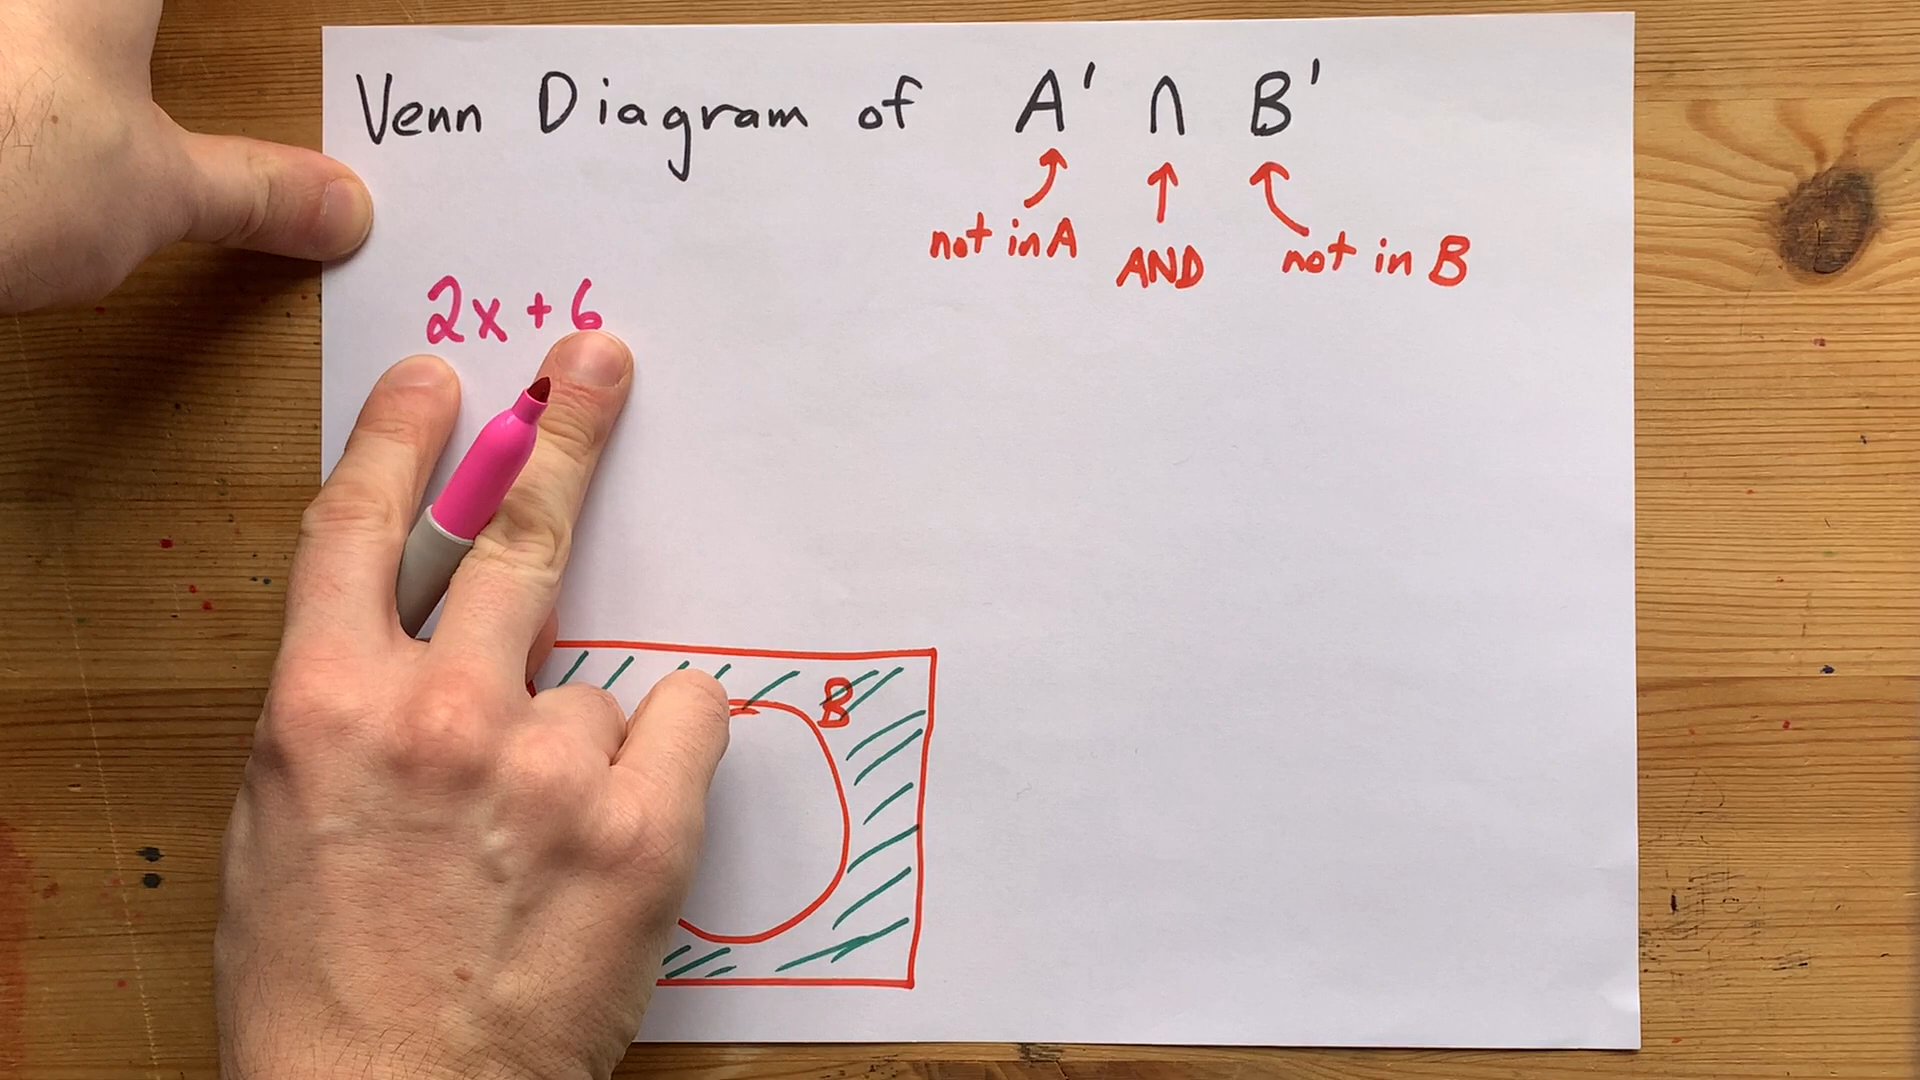 Venn Diagram of A' ∩ B'
not in A AND not in B
2x + 6
B